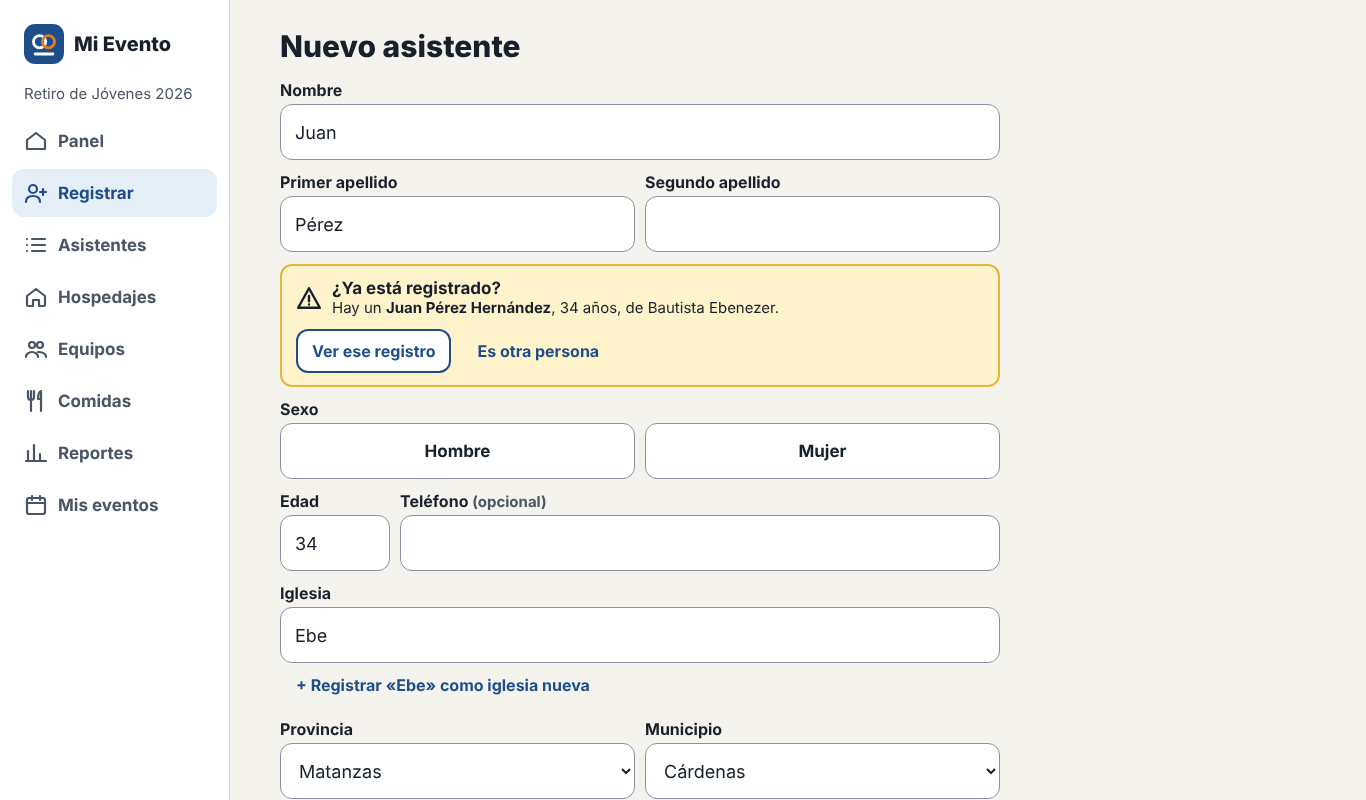 Mi Evento
Retiro de Jóvenes 2026
Panel
Registrar
Asistentes
Hospedajes
Equipos
Comidas
Reportes
Mis eventos
Nuevo asistente
Nombre
Juan
Primer apellido
Segundo apellido
Pérez
¿Ya está registrado?
Hay un Juan Pérez Hernández, 34 años, de Bautista Ebenezer.
Ver ese registro
Es otra persona
Sexo
Hombre
Mujer
Edad
Teléfono (opcional)
34
Iglesia
Ebe
+ Registrar «Ebe» como iglesia nueva
Provincia
Municipio
Matanzas
Cárdenas